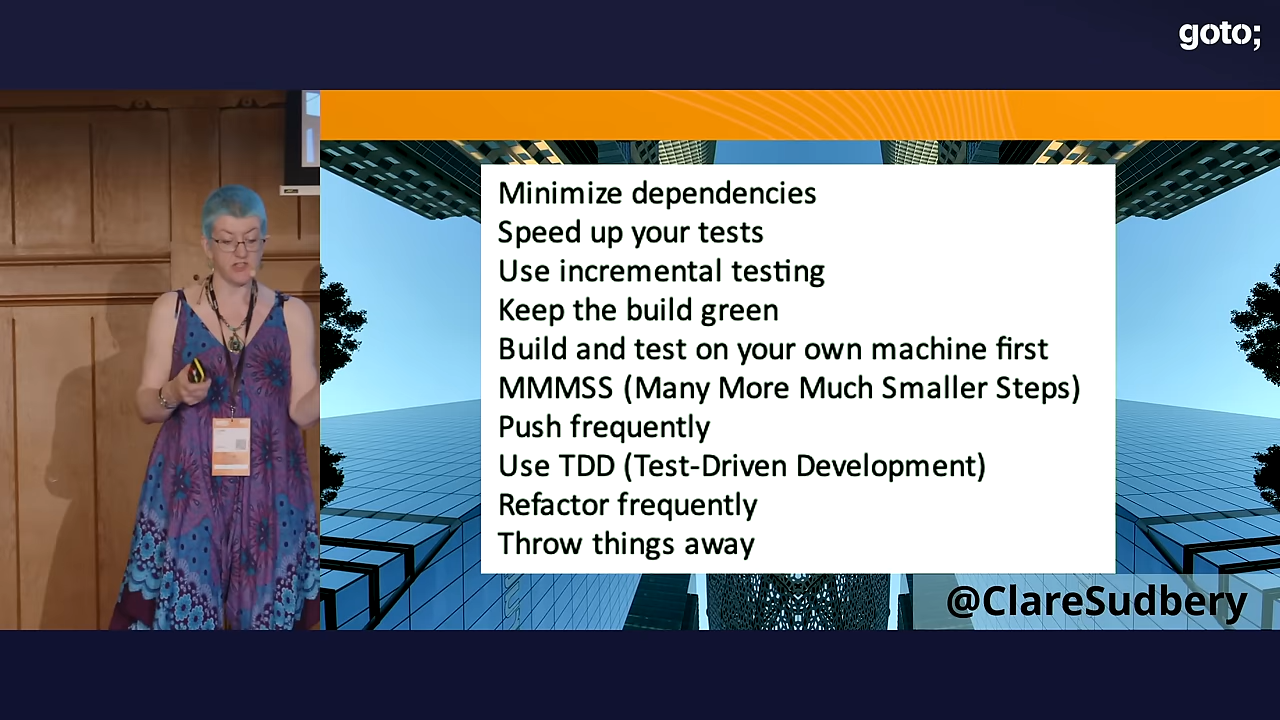 goto;
Minimize dependencies
Speed up your tests
Use incremental testing
Keep the build green
Build and test on your own machine first
MMMSS (Many More Much Smaller Steps)
Push frequently
Use TDD (Test-Driven Development)
Refactor frequently
Throw things away
@ClareSudbery